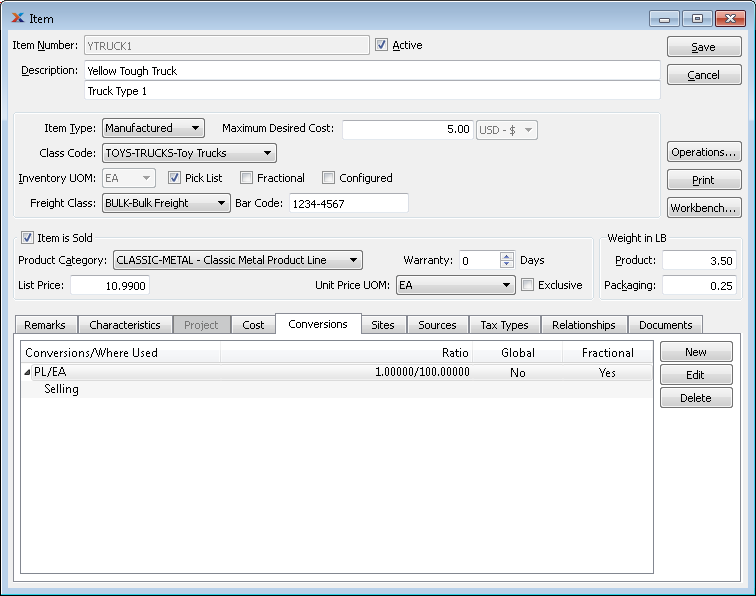 Item
Item Number: YTRUCK1 Active Save
Description: Yellow Tough Truck Cancel
Truck Type 1
Item Type: Manufactured Maximum Desired Cost: 5.00 USD - $
Class Code: TOYS-TRUCKS-Toy Trucks Operations...
Inventory UOM: EA Pick List Fractional Configured Print
Freight Class: BULK-Bulk Freight Bar Code: 1234-4567 Workbench...
Item is Sold Weight in LB
Product Category: CLASSIC-METAL - Classic Metal Product Line Warranty: 0 Days Product: 3.50
List Price: 10.9900 Unit Price UOM: EA Exclusive Packaging: 0.25
Remarks Characteristics Project Cost Conversions Sites Sources Tax Types Relationships Documents
Conversions/Where Used Ratio Global Fractional New
PL/EA 1.00000/100.00000 No Yes Edit
Selling Delete